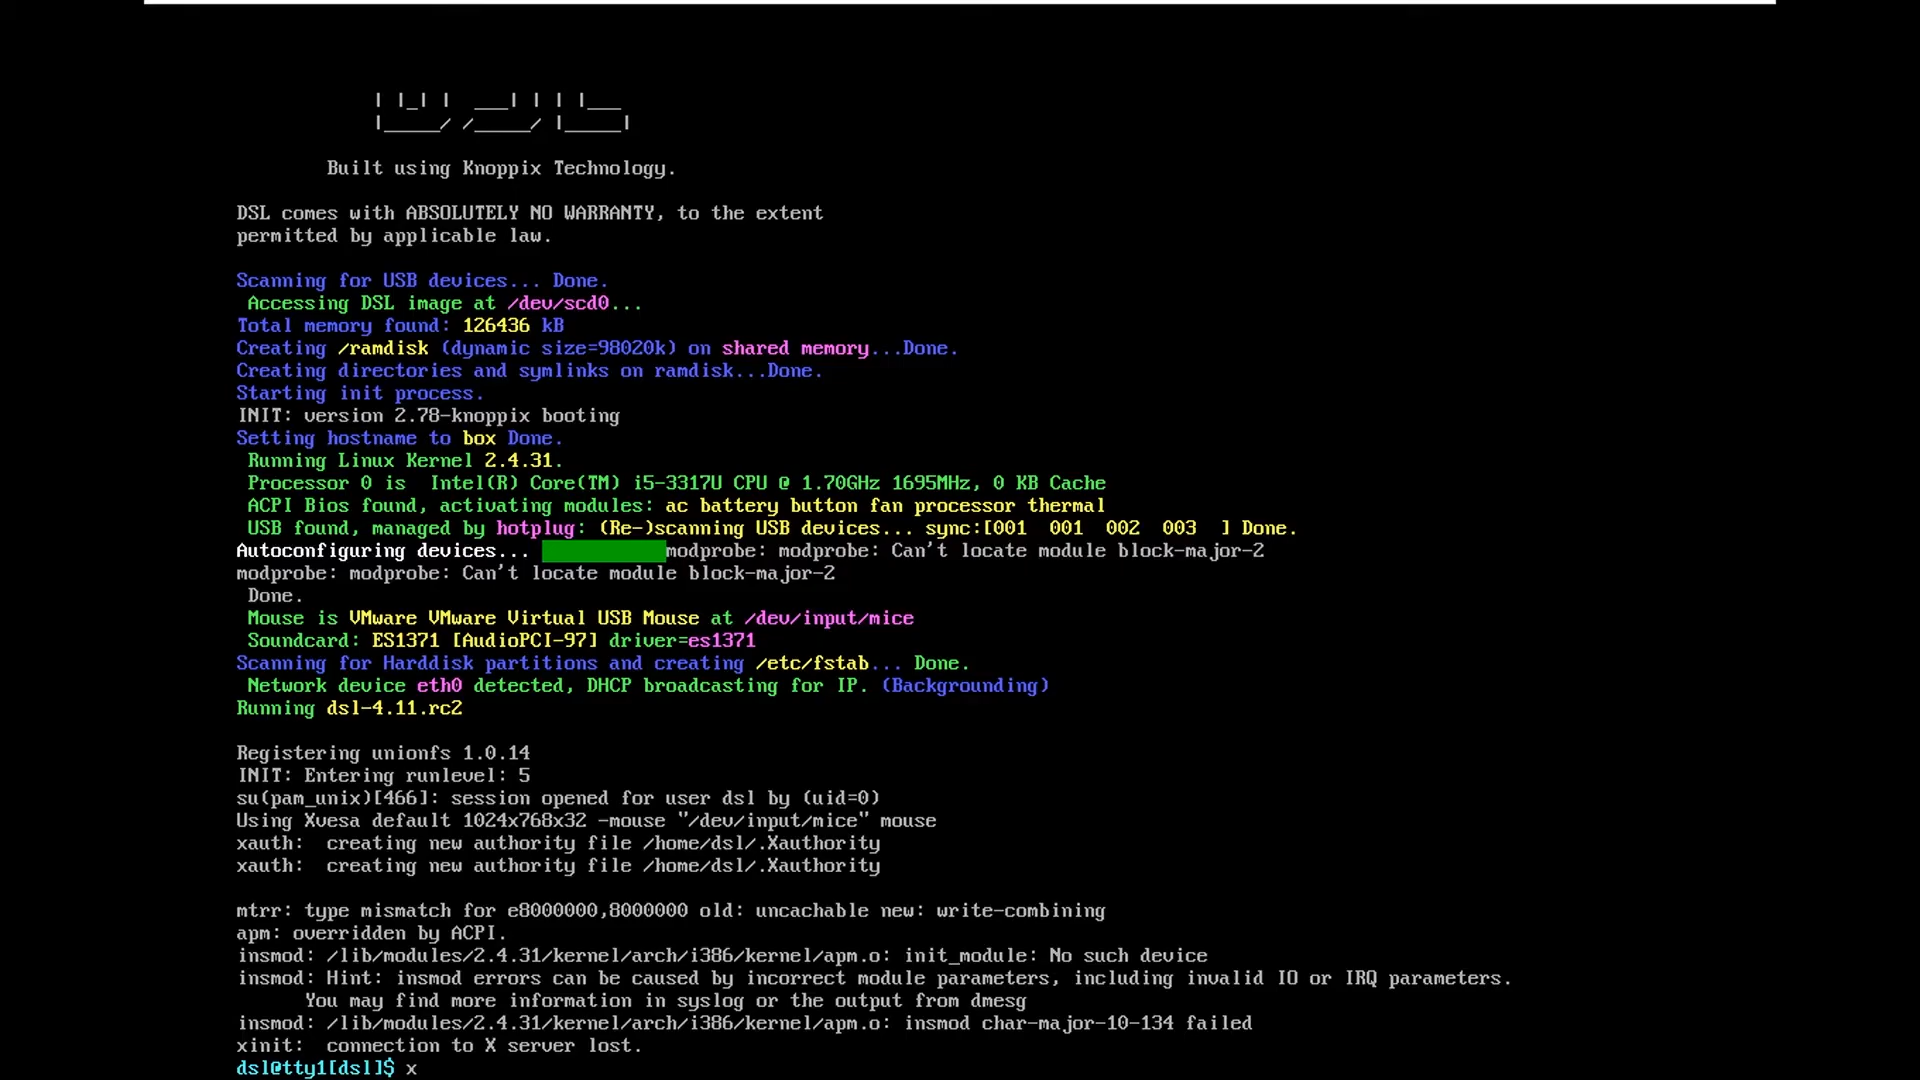 Built using Knoppix Technology.
DSL comes with ABSOLUTELY NO WARRANTY, to the extent
permitted by applicable law.
Scanning for USB devices... Done.
Accessing DSL image at /dev/scd0...
Total memory found: 126436 kB
Creating /ramdisk (dynamic size=98020k) on shared memory...Done.
Creating directories and symlinks on ramdisk...Done.
Starting init process.
INIT: version 2.78-knoppix booting
Setting hostname to box Done.
Running Linux Kernel 2.4.31.
Processor 0 is  Intel(R) Core(TM) i5-3317U CPU @ 1.70GHz 1695MHz, 0 KB Cache
ACPI Bios found, activating modules: ac battery button fan processor thermal
USB found, managed by hotplug: (Re-)scanning USB devices... sync:[001  001  002  003  ] Done.
Autoconfiguring devices... modprobe: modprobe: Can't locate module block-major-2
modprobe: modprobe: Can't locate module block-major-2
Done.
Mouse is VMware VMware Virtual USB Mouse at /dev/input/mice
Soundcard: ES1371 [AudioPCI-97] driver=es1371
Scanning for Harddisk partitions and creating /etc/fstab... Done.
Network device eth0 detected, DHCP broadcasting for IP. (Backgrounding)
Running dsl-4.11.rc2
Registering unionfs 1.0.14
INIT: Entering runlevel: 5
su(pam_unix)[466]: session opened for user dsl by (uid=0)
Using Xvesa default 1024x768x32 -mouse "/dev/input/mice" mouse
xauth:  creating new authority file /home/dsl/.Xauthority
xauth:  creating new authority file /home/dsl/.Xauthority
mtrr: type mismatch for e8000000,8000000 old: uncachable new: write-combining
apm: overridden by ACPI.
insmod: /lib/modules/2.4.31/kernel/arch/i386/kernel/apm.o: init_module: No such device
insmod: Hint: insmod errors can be caused by incorrect module parameters, including invalid IO or IRQ parameters.
You may find more information in syslog or the output from dmesg
insmod: /lib/modules/2.4.31/kernel/arch/i386/kernel/apm.o: insmod char-major-10-134 failed
xinit:  connection to X server lost.
dsl@tty1[dsl]$ x